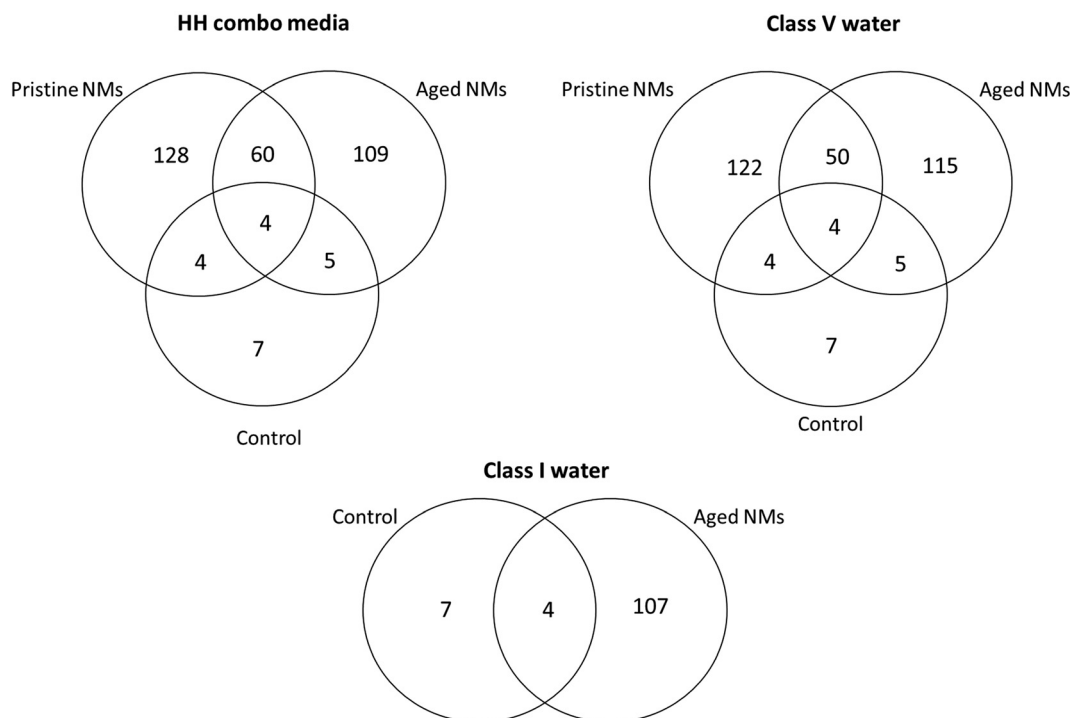 HH combo media
Class V water
Pristine NMs
Aged NMs
128
60
109
4
4
5
7
Control
Pristine NMs
Aged NMs
122
50
115
4
4
5
7
Control
Class I water
Control
Aged NMs
7
4
107